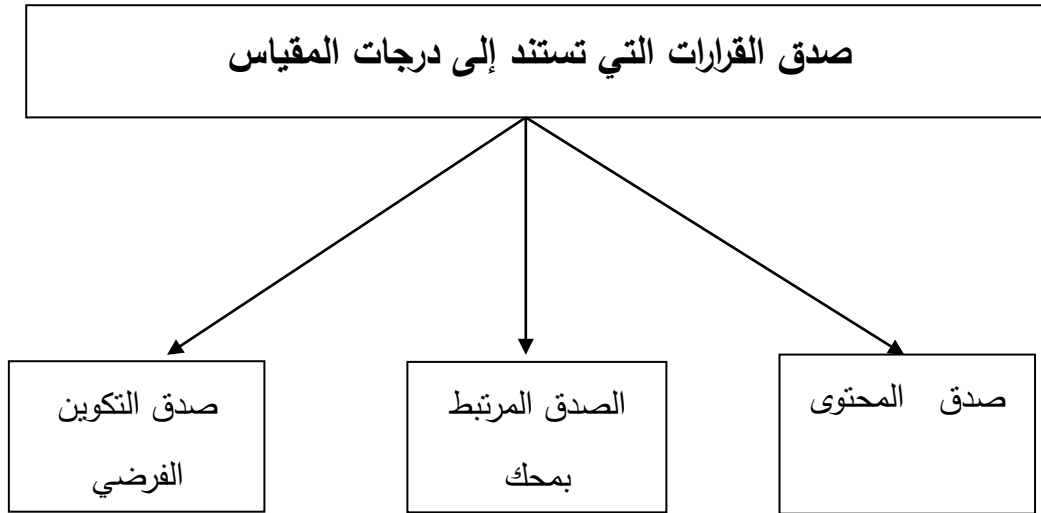 صدق القرارات التي تستند إلى درجات المقياس
صدق المحتوى
الصدق المرتبط
بمحك
صدق التكوين
الفرضي